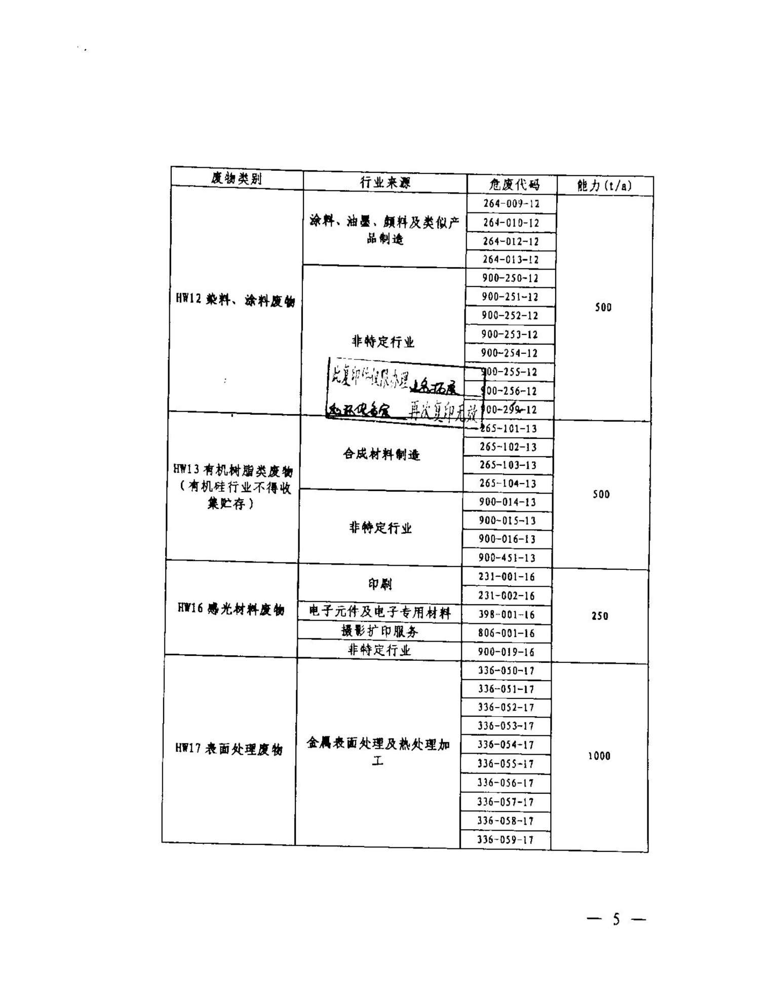 废物类别 行业来源 危废代码 能力(t/a)
264-009-12
涂料、油墨、颜料及类似产 264-010-12
品制造 264-012-12
264-013-12
900-250-12
HW12 染料、涂料废物 900-251-12 500
900-252-12
900-253-12
非特定行业
900-254-12
900-255-12
此复印件仅限办理业务拓展
900-256-12
再次复印无效
900-299-12
265-101-13
合成材料制造 265-102-13
HW13 有机树脂类废物 265-103-13
(有机硅行业不得收 265-104-13 500
集贮存) 900-014-13
900-015-13
非特定行业
900-016-13
900-451-13
印刷 231-001-16
231-002-16
HW16 感光材料废物 电子元件及电子专用材料 398-001-16 250
摄影扩印服务 806-001-16
非特定行业 900-019-16
336-050-17
336-051-17
336-052-17
336-053-17
HW17 表面处理废物 金属表面处理及热处理加 336-054-17 1000
工 336-055-17
336-056-17
336-057-17
336-058-17
336-059-17
— 5 —